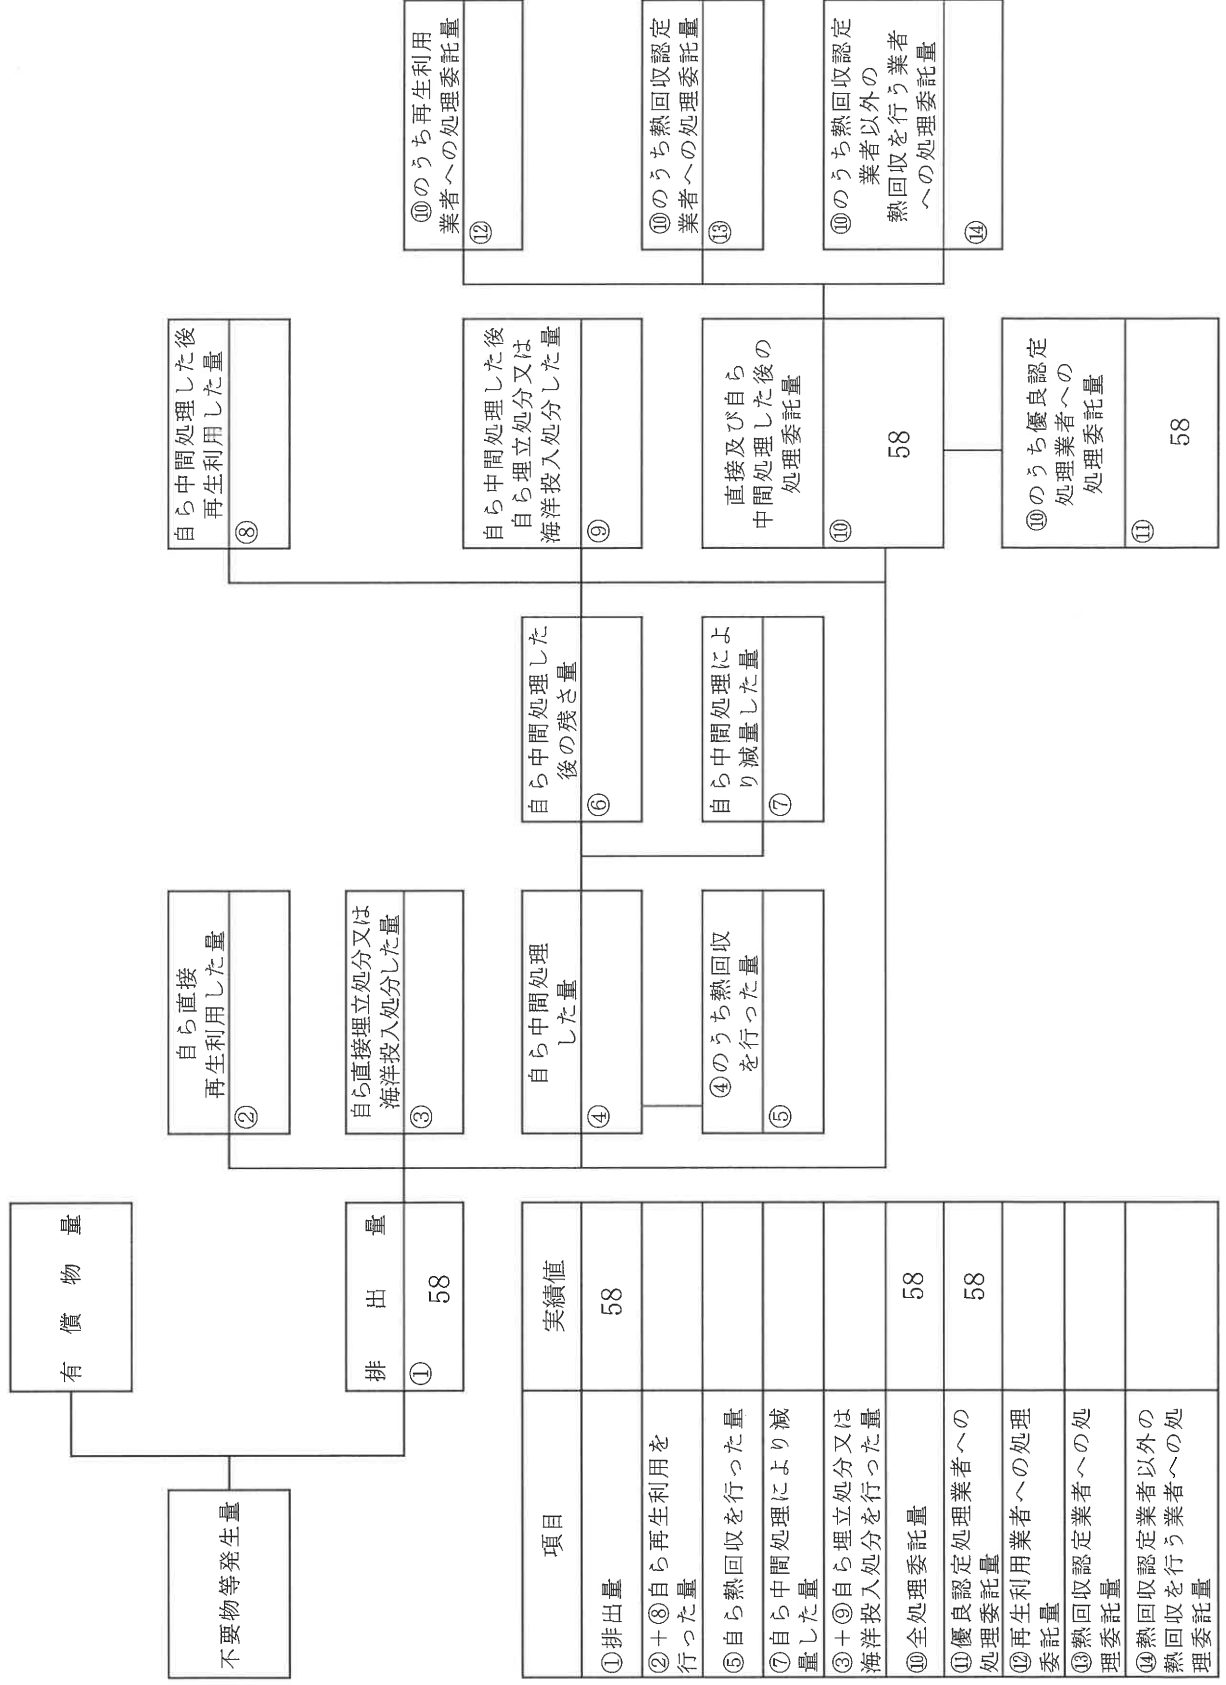 不要物等発生量
有償物量
排出量
①
58
自ら直接
再生利用した量
②
自ら直接埋立処分又は
海洋投入処分した量
③
自ら中間処理
した量
④
④のうち熱回収
を行った量
⑤
自ら中間処理した
後の残さ量
⑥
自ら中間処理によ
り減量した量
⑦
自ら中間処理した後
再生利用した量
⑧
自ら中間処理した後
自ら埋立処分又は
海洋投入処分した量
⑨
直接及び自ら
中間処理した後の
処理委託量
⑩
58
⑩のうち優良認定
処理業者への
処理委託量
⑪
58
⑩のうち再生利用
業者への処理委託量
⑫
⑩のうち熱回収認定
業者への処理委託量
⑬
⑩のうち熱回収認定
業者以外の
熱回収を行う業者
への処理委託量
⑭
項目 実績値
①排出量 58
②+⑧自ら再生利用を
行った量
⑤自ら熱回収を行った量
⑦自ら中間処理により減
量した量
③+⑨自ら埋立処分又は
海洋投入処分を行った量
⑩全処理委託量 58
⑪優良認定処理業者への
処理委託量 58
⑫再生利用業者への処理
委託量
⑬熱回収認定業者への処
理委託量
⑭熱回収認定業者以外の
熱回収を行う業者への処
理委託量